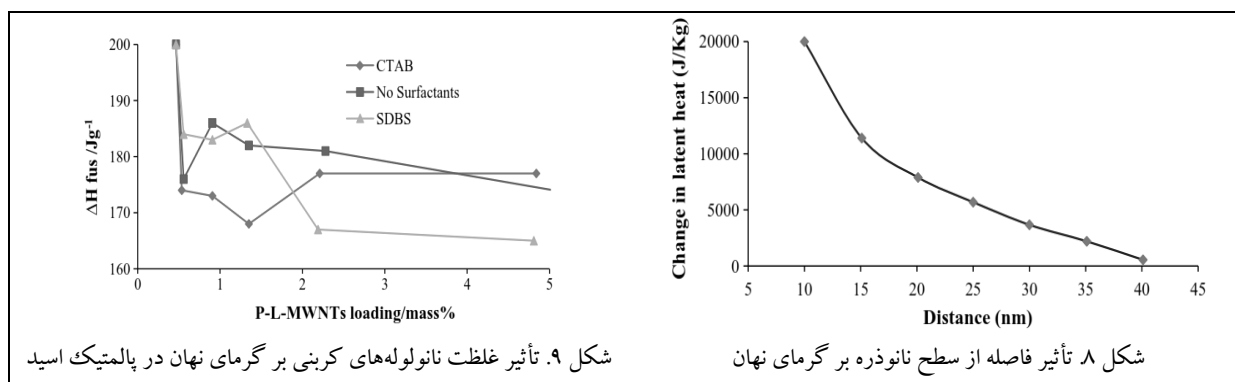 200
190
180
170
160
ΔH fus /Jg⁻¹
CTAB
No Surfactants
SDBS
1
2
3
4
5
P-L-MWNTs loading/mass%
شکل ۹. تأثیر غلظت نانولوله‌های کربنی بر گرمای نهان در پالمتیک اسید
20000
15000
10000
5000
0
Change in latent heat (J/Kg)
5
10
15
20
25
30
35
40
45
Distance (nm)
شکل ۸. تأثیر فاصله از سطح نانوذره بر گرمای نهان